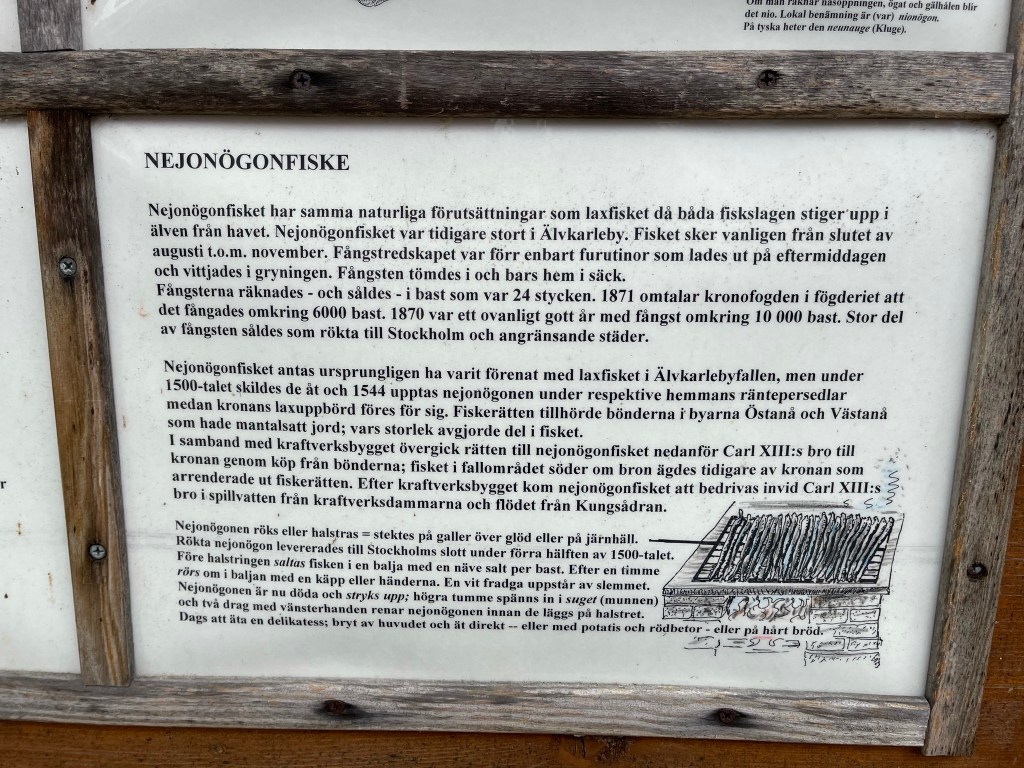 Om man räknar näsöppningen, ögat och gälhålen blir
det nio. Lokal benämning är (var) nionögon.
På tyska heter den neunauge (Kluge).
NEJONÖGONFISKE
Nejonögonfisket har samma naturliga förutsättningar som laxfisket då båda fiskslagen stiger upp i
älven från havet. Nejonögonfisket var tidigare stort i Älvkarleby. Fisket sker vanligen från slutet av
augusti t.o.m. november. Fångstredskapet var förr enbart furutinor som lades ut på eftermiddagen
och vittjades i gryningen. Fångsten tömdes i och bars hem i säck.
Fångsterna räknades - och såldes - i bast som var 24 stycken. 1871 omtalar kronofogden i fögderiet att
det fångades omkring 6000 bast. 1870 var ett ovanligt gott år med fångst omkring 10 000 bast. Stor del
av fångsten såldes som rökta till Stockholm och angränsande städer.
Nejonögonfisket antas ursprungligen ha varit förenat med laxfisket i Älvkarlebyfallen, men under
1500-talet skildes de åt och 1544 upptas nejonögonen under respektive hemmans räntepersedlar
medan kronans laxuppbörd föres för sig. Fiskerätten tillhörde bönderna i byarna Östanå och Västanå
som hade mantalsatt jord; vars storlek avgjorde del i fisket.
I samband med kraftverksbygget övergick rätten till nejonögonfisket nedanför Carl XIII:s bro till
kronan genom köp från bönderna; fisket i fallområdet söder om bron ägdes tidigare av kronan som
arrenderade ut fiskerätten. Efter kraftverksbygget kom nejonögonfisket att bedrivas invid Carl XIII:s
bro i spillvatten från kraftverksdammarna och flödet från Kungsådran.
Nejonögonen röks eller halstras = stektes på galler över glöd eller på järnhäll.
Rökta nejonögon levererades till Stockholms slott under förra hälften av 1500-talet.
Före halstringen saltas fisken i en balja med en näve salt per bast. Efter en timme
rörs om i baljan med en käpp eller händerna. En vit fradga uppstår av slemmet.
Nejonögonen är nu döda och stryks upp; högra tumme spänns in i suget (munnen)
och två drag med vänsterhanden renar nejonögonen innan de läggs på halstret.
Dags att äta en delikatess; bryt av huvudet och ät direkt -- eller med potatis och rödbetor - eller på hårt bröd.
r